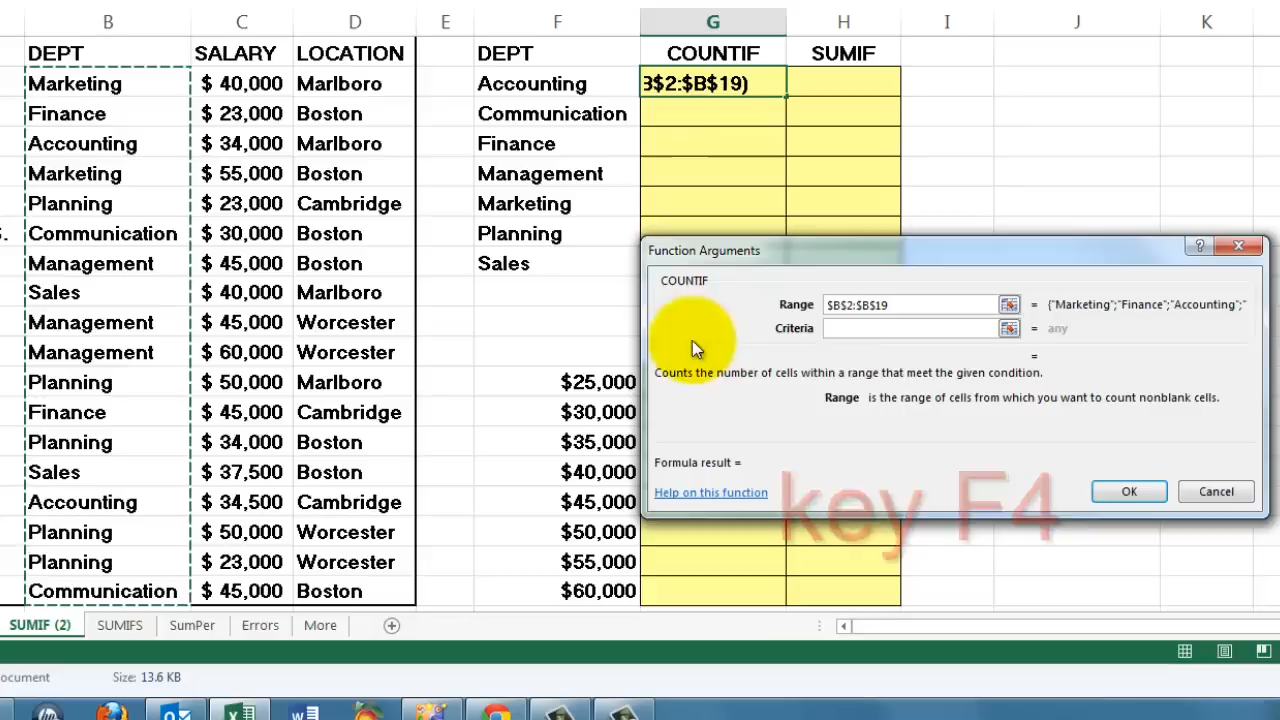 B C D E F G H I J K
DEPT SALARY LOCATION DEPT COUNTIF SUMIF
Marketing $ 40,000 Marlboro Accounting B$2:$B$19)
Finance $ 23,000 Boston Communication
Accounting $ 34,000 Marlboro Finance
Marketing $ 55,000 Boston Management
Planning $ 23,000 Cambridge Marketing
s. Communication $ 30,000 Boston Planning
Management $ 45,000 Boston Sales
Sales $ 40,000 Marlboro
Management $ 45,000 Worcester
Management $ 60,000 Worcester
Planning $ 50,000 Marlboro $25,000
Finance $ 45,000 Cambridge $30,000
Planning $ 34,000 Boston $35,000
Sales $ 37,500 Boston $40,000
Accounting $ 34,500 Cambridge $45,000
Planning $ 50,000 Worcester $50,000
Planning $ 23,000 Worcester $55,000
Communication $ 45,000 Boston $60,000
Function Arguments ?
COUNTIF
Range $B$2:$B$19 = {"Marketing";"Finance";"Accounting";"
Criteria = any
=
Counts the number of cells within a range that meet the given condition.
Range is the range of cells from which you want to count nonblank cells.
Formula result =
Help on this function OK Cancel
key F4
SUMIF (2) SUMIFS SumPer Errors More
ocument Size: 13.6 KB